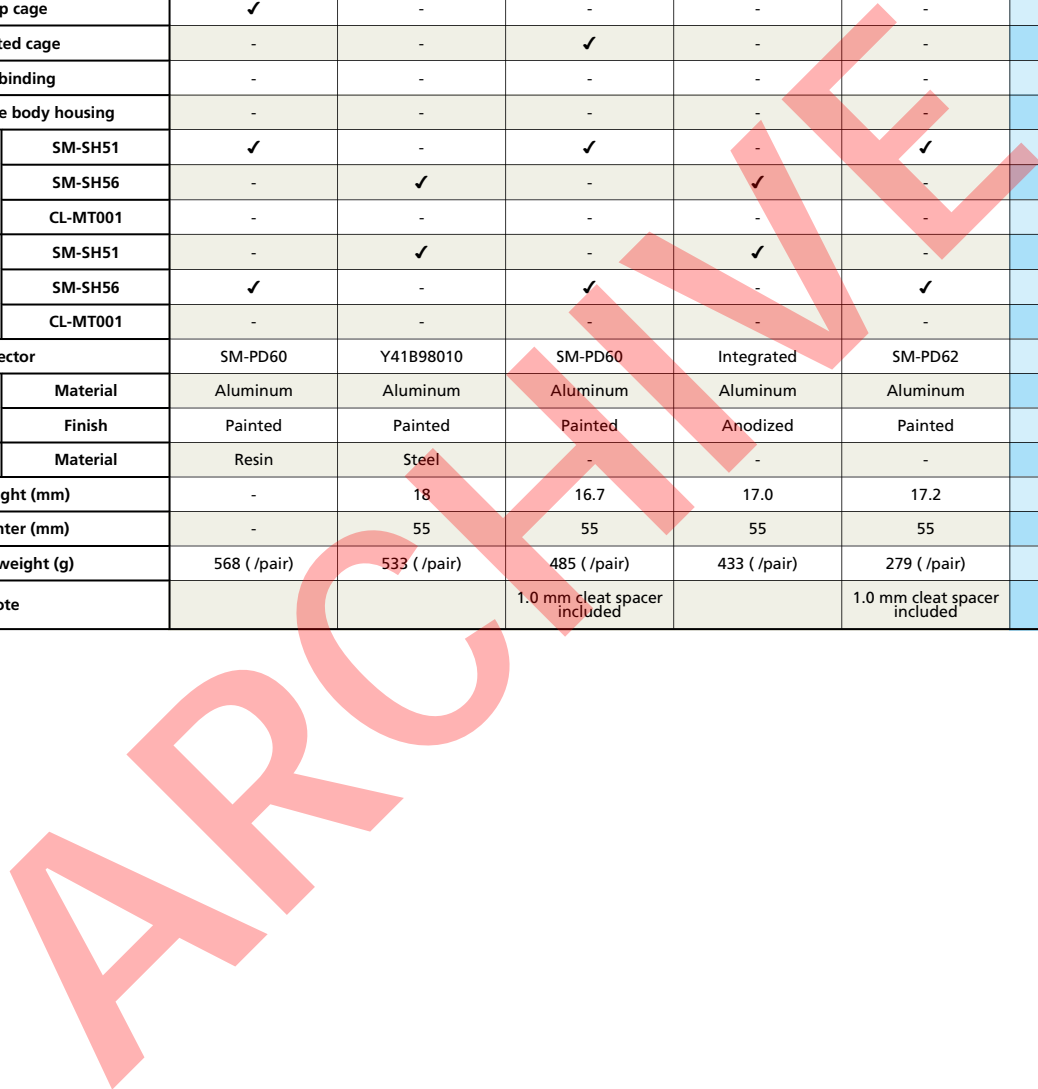 p cage ✓ - - - -
ted cage - - ✓ - -
binding - - - - -
e body housing - - - - -
SM-SH51 ✓ - ✓ - ✓
SM-SH56 - ✓ - ✓ -
CL-MT001 - - - - -
SM-SH51 - ✓ - ✓ -
SM-SH56 ✓ - ✓ - ✓
CL-MT001 - - - - -
ector SM-PD60 Y41B98010 SM-PD60 Integrated SM-PD62
Material Aluminum Aluminum Aluminum Aluminum Aluminum
Finish Painted Painted Painted Anodized Painted
Material Resin Steel - - -
ght (mm) - 18 16.7 17.0 17.2
nter (mm) - 55 55 55 55
weight (g) 568 ( /pair) 533 ( /pair) 485 ( /pair) 433 ( /pair) 279 ( /pair)
ote 1.0 mm cleat spacer 1.0 mm cleat spacer
included included
ARCHIVE